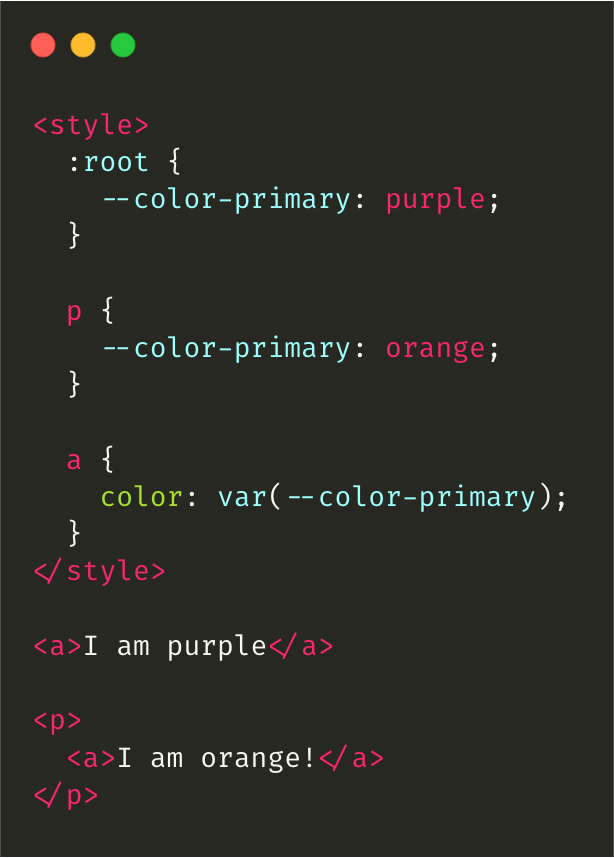 <style>
  :root {
    --color-primary: purple;
  }

  p {
    --color-primary: orange;
  }

  a {
    color: var(--color-primary);
  }
</style>

<a>I am purple</a>

<p>
  <a>I am orange!</a>
</p>